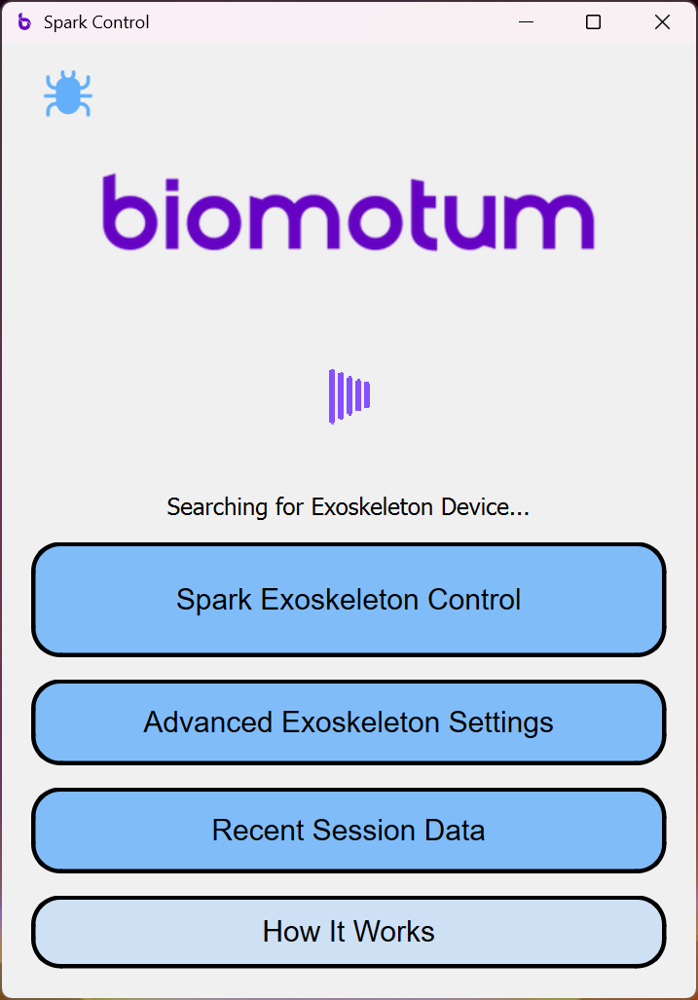 Spark Control
biomotum
Searching for Exoskeleton Device...
Spark Exoskeleton Control
Advanced Exoskeleton Settings
Recent Session Data
How It Works